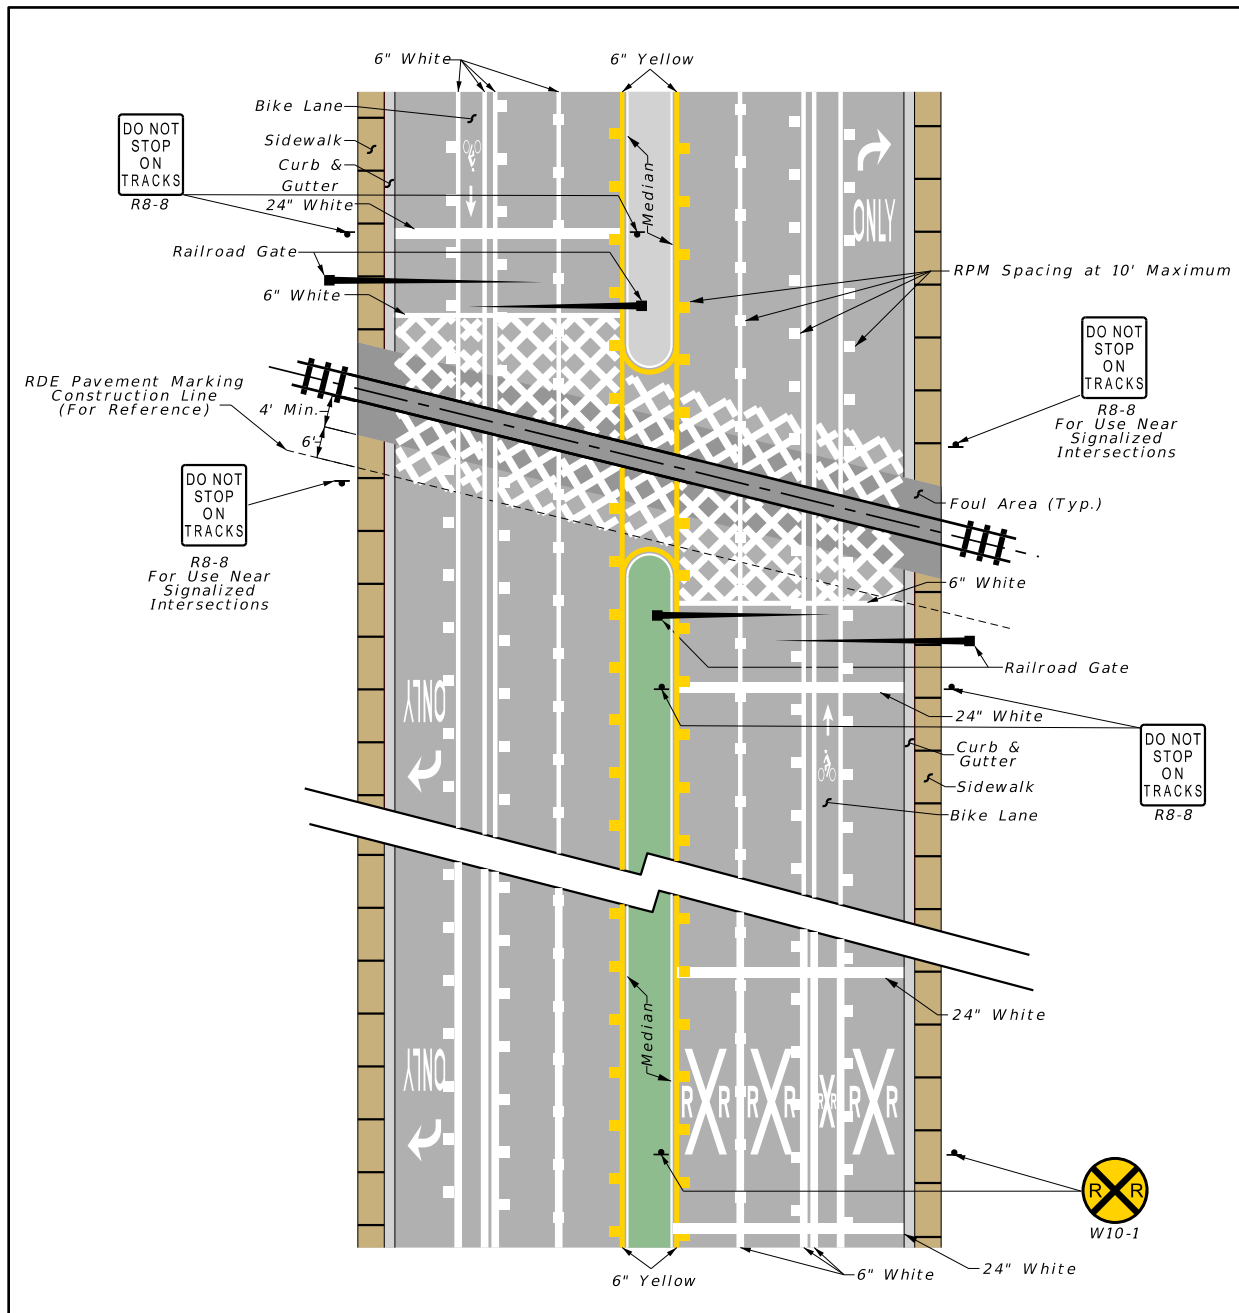 6" White
6" Yellow
Bike Lane
DO NOT
STOP
ON
TRACKS
R8-8
Sidewalk
Curb &
Gutter
24" White
Median
ONLY
Railroad Gate
RPM Spacing at 10' Maximum
6" White
DO NOT
STOP
ON
TRACKS
R8-8
For Use Near
Signalized
Intersections
RDE Pavement Marking
Construction Line
(For Reference)
4' Min.
6'
DO NOT
STOP
ON
TRACKS
R8-8
For Use Near
Signalized
Intersections
Foul Area (Typ.)
6" White
Railroad Gate
ONLY
24" White
DO NOT
STOP
ON
TRACKS
R8-8
Curb &
Gutter
Sidewalk
Bike Lane
24" White
Median
ONLY
R R
R R
R R
R R
R R
W10-1
24" White
6" White
6" Yellow